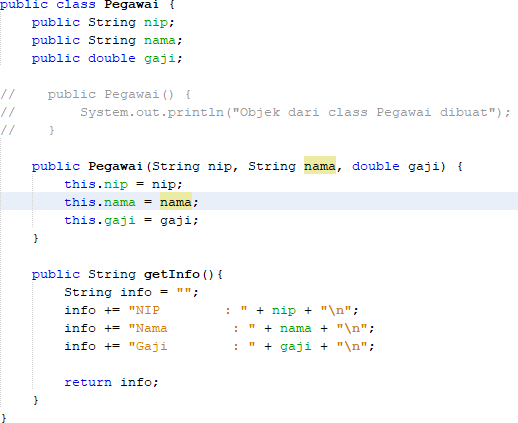 public class Pegawai {
    public String nip;
    public String nama;
    public double gaji;
//    public Pegawai() {
//        System.out.println("Objek dari class Pegawai dibuat");
//    }
    public Pegawai(String nip, String nama, double gaji) {
        this.nip = nip;
        this.nama = nama;
        this.gaji = gaji;
    }
    public String getInfo(){
        String info = "";
        info += "NIP        : " + nip + "\n";
        info += "Nama        : " + nama + "\n";
        info += "Gaji        : " + gaji + "\n";
        return info;
    }
}